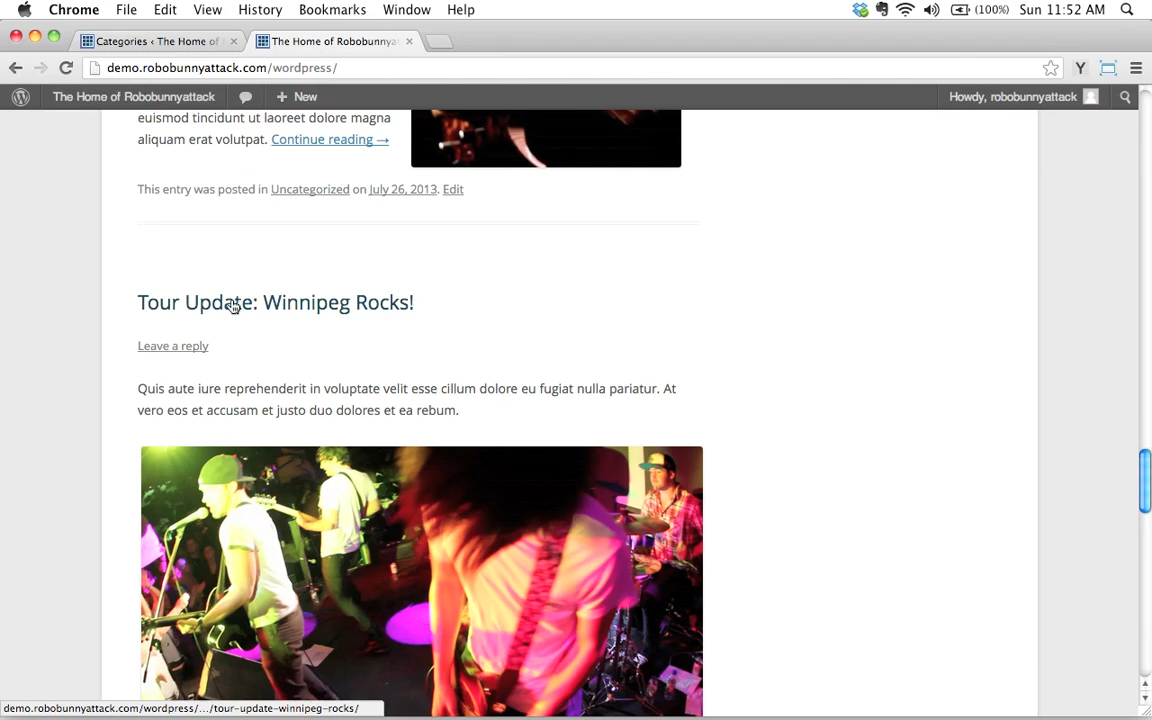 Chrome File Edit View History Bookmarks Window Help (100%) Sun 11:52 AM
Categories ‹ The Home of The Home of Robobunnyat
demo.robobunnyattack.com/wordpress/
The Home of Robobunnyattack + New Howdy, robobunnyattack
euismod tincidunt ut laoreet dolore magna
aliquam erat volutpat. Continue reading →
This entry was posted in Uncategorized on July 26, 2013. Edit
Tour Update: Winnipeg Rocks!
Leave a reply
Quis aute iure reprehenderit in voluptate velit esse cillum dolore eu fugiat nulla pariatur. At
vero eos et accusam et justo duo dolores et ea rebum.
demo.robobunnyattack.com/wordpress/.../tour-update-winnipeg-rocks/